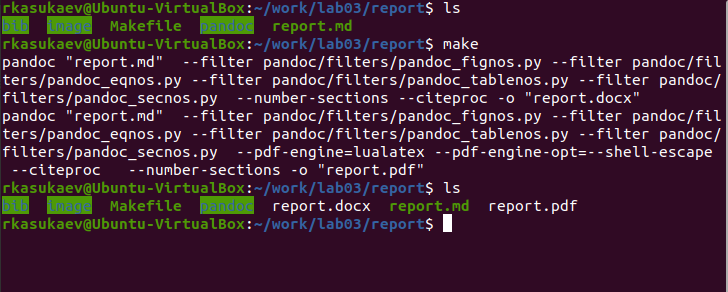 rkasukaev@Ubuntu-VirtualBox:~/work/lab03/report$ ls
bib  image  Makefile  pandoc  report.md
rkasukaev@Ubuntu-VirtualBox:~/work/lab03/report$ make
pandoc "report.md"  --filter pandoc/filters/pandoc_fignos.py --filter pandoc/fil
ters/pandoc_eqnos.py --filter pandoc/filters/pandoc_tablenos.py --filter pandoc/
filters/pandoc_secnos.py  --number-sections --citeproc -o "report.docx"
pandoc "report.md"  --filter pandoc/filters/pandoc_fignos.py --filter pandoc/fil
ters/pandoc_eqnos.py --filter pandoc/filters/pandoc_tablenos.py --filter pandoc/
filters/pandoc_secnos.py  --pdf-engine=lualatex --pdf-engine-opt=--shell-escape
 --citeproc   --number-sections -o "report.pdf"
rkasukaev@Ubuntu-VirtualBox:~/work/lab03/report$ ls
bib  image  Makefile  pandoc  report.docx  report.md  report.pdf
rkasukaev@Ubuntu-VirtualBox:~/work/lab03/report$